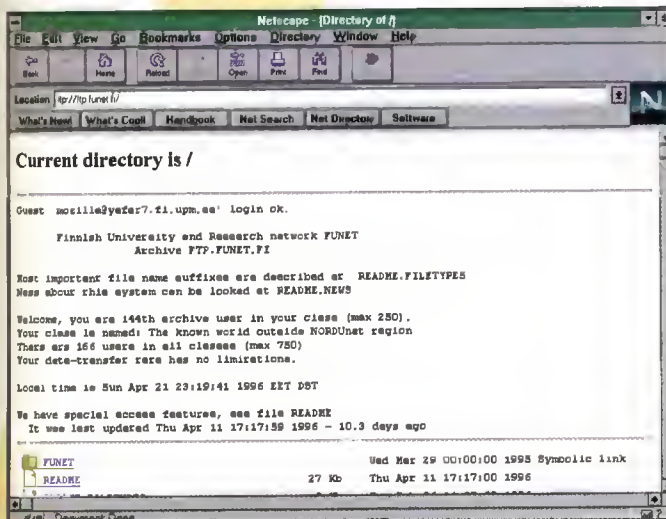 Netscape - [Directory of /]
File Edit View Go Bookmarks Options Directory Window Help
Back Home Reload Open Print Find
Location ftp://ftp.funet.fi/
What's New! What's Cool! Handbook Net Search Net Directory Software
Current directory is /
Guest mozilla@yafer7.fi.upm.es' login ok.
Finnish University and Research network FUNET
Archive FTP.FUNET.FI
Most important file name suffixes are described at README.FILETYPES
News about this system can be looked at README.NEWS
Welcome, you are 144th archive user in your class (max 250).
Your class is named: The known world outside NORDUnet region
There are 166 users in all classes (max 750)
Your data-transfer rate has no limitations.
Local time is Sun Apr 21 23:19:41 1996 EET DST
We have special access features, see file README
It was last updated Thu Apr 11 17:17:59 1996 - 10.3 days ago
FUNET Wed Mar 29 00:00:00 1995 Symbolic link
README 27 Kb Thu Apr 11 17:17:00 1996
Document Done